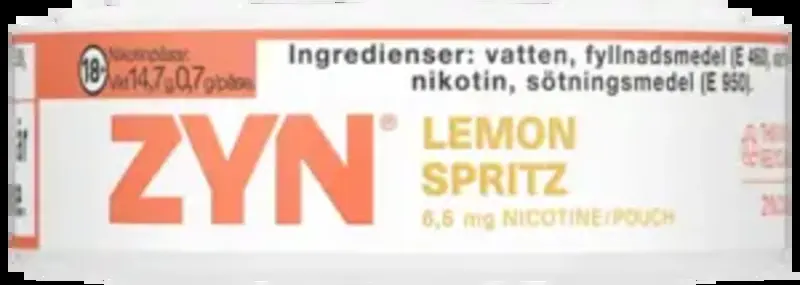 18+
Nikotinpåsar.
Vikt 14,7 g 0,7 g/påse.
Ingredienser: vatten, fyllnadsmedel (E 460),
nikotin, sötningsmedel (E 950).
ZYN®
LEMON
SPRITZ
6,6 mg NICOTINE/POUCH